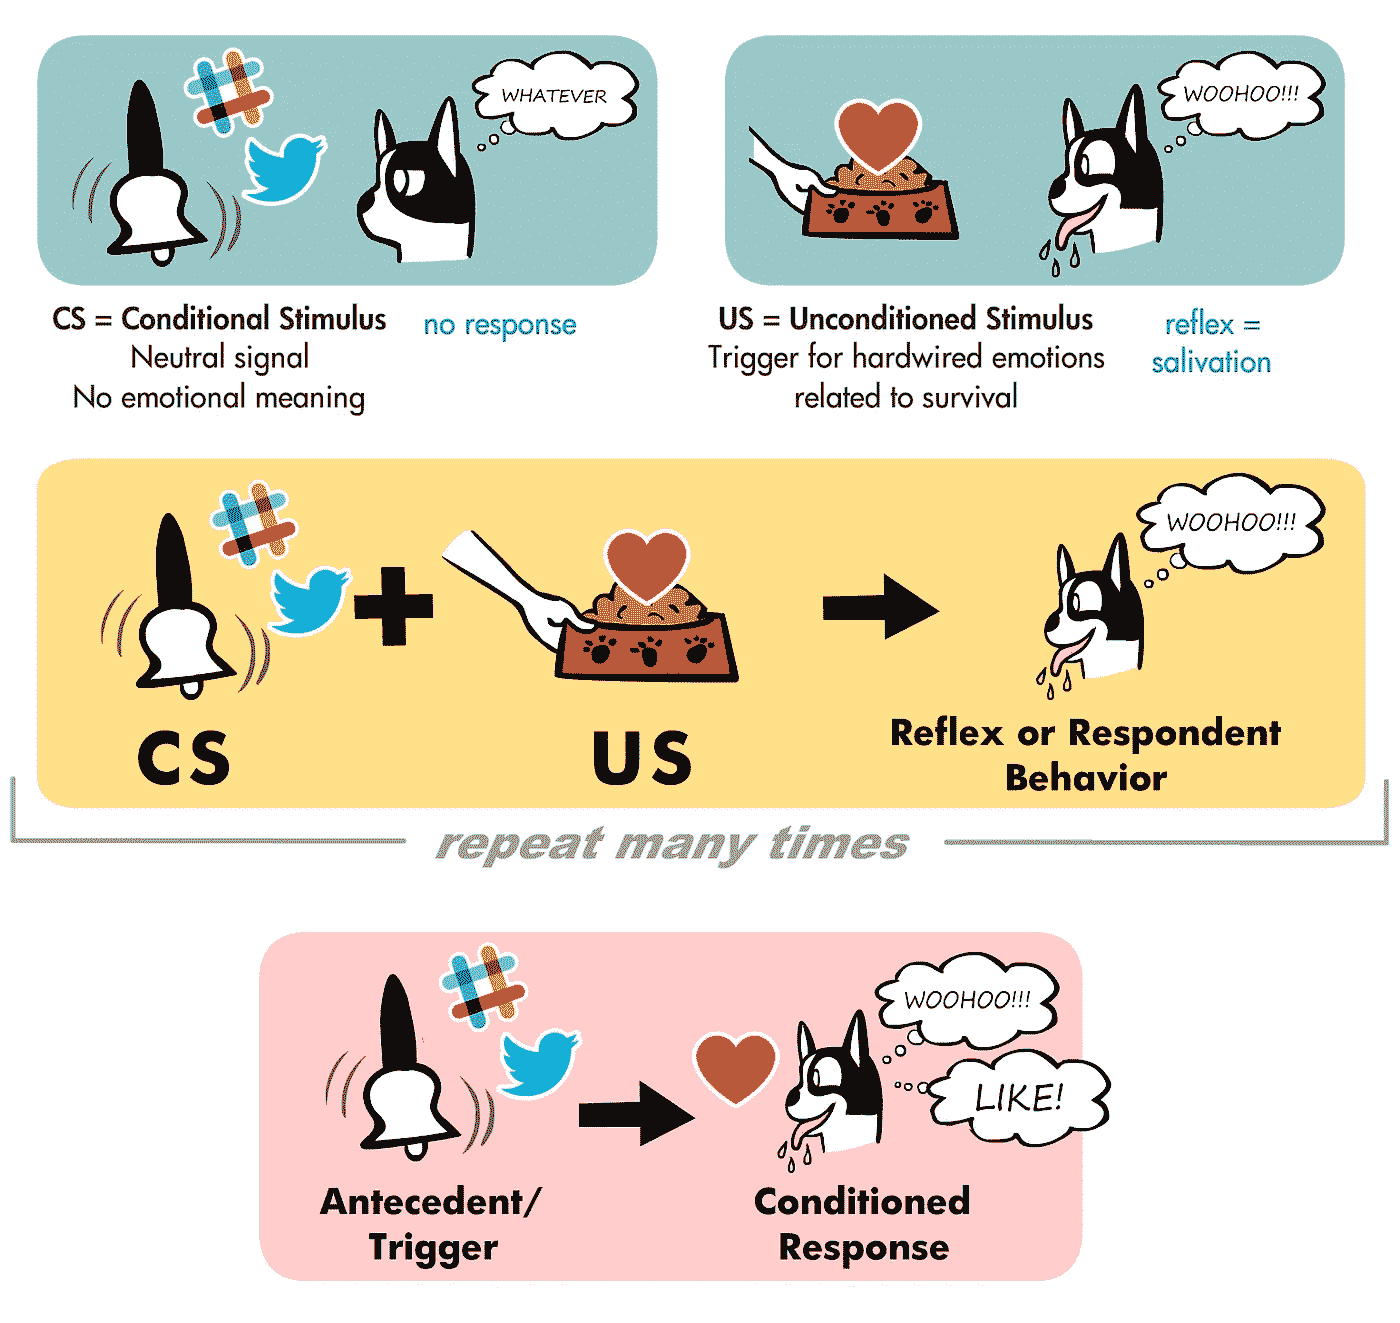 WHATEVER
WOOHOO!!!
CS = Conditional Stimulus
Neutral signal
No emotional meaning
no response
US = Unconditioned Stimulus
Trigger for hardwired emotions
related to survival
reflex =
salivation
WOOHOO!!!
CS
US
Reflex or Respondent
Behavior
repeat many times
WOOHOO!!!
LIKE!
Antecedent/
Trigger
Conditioned
Response